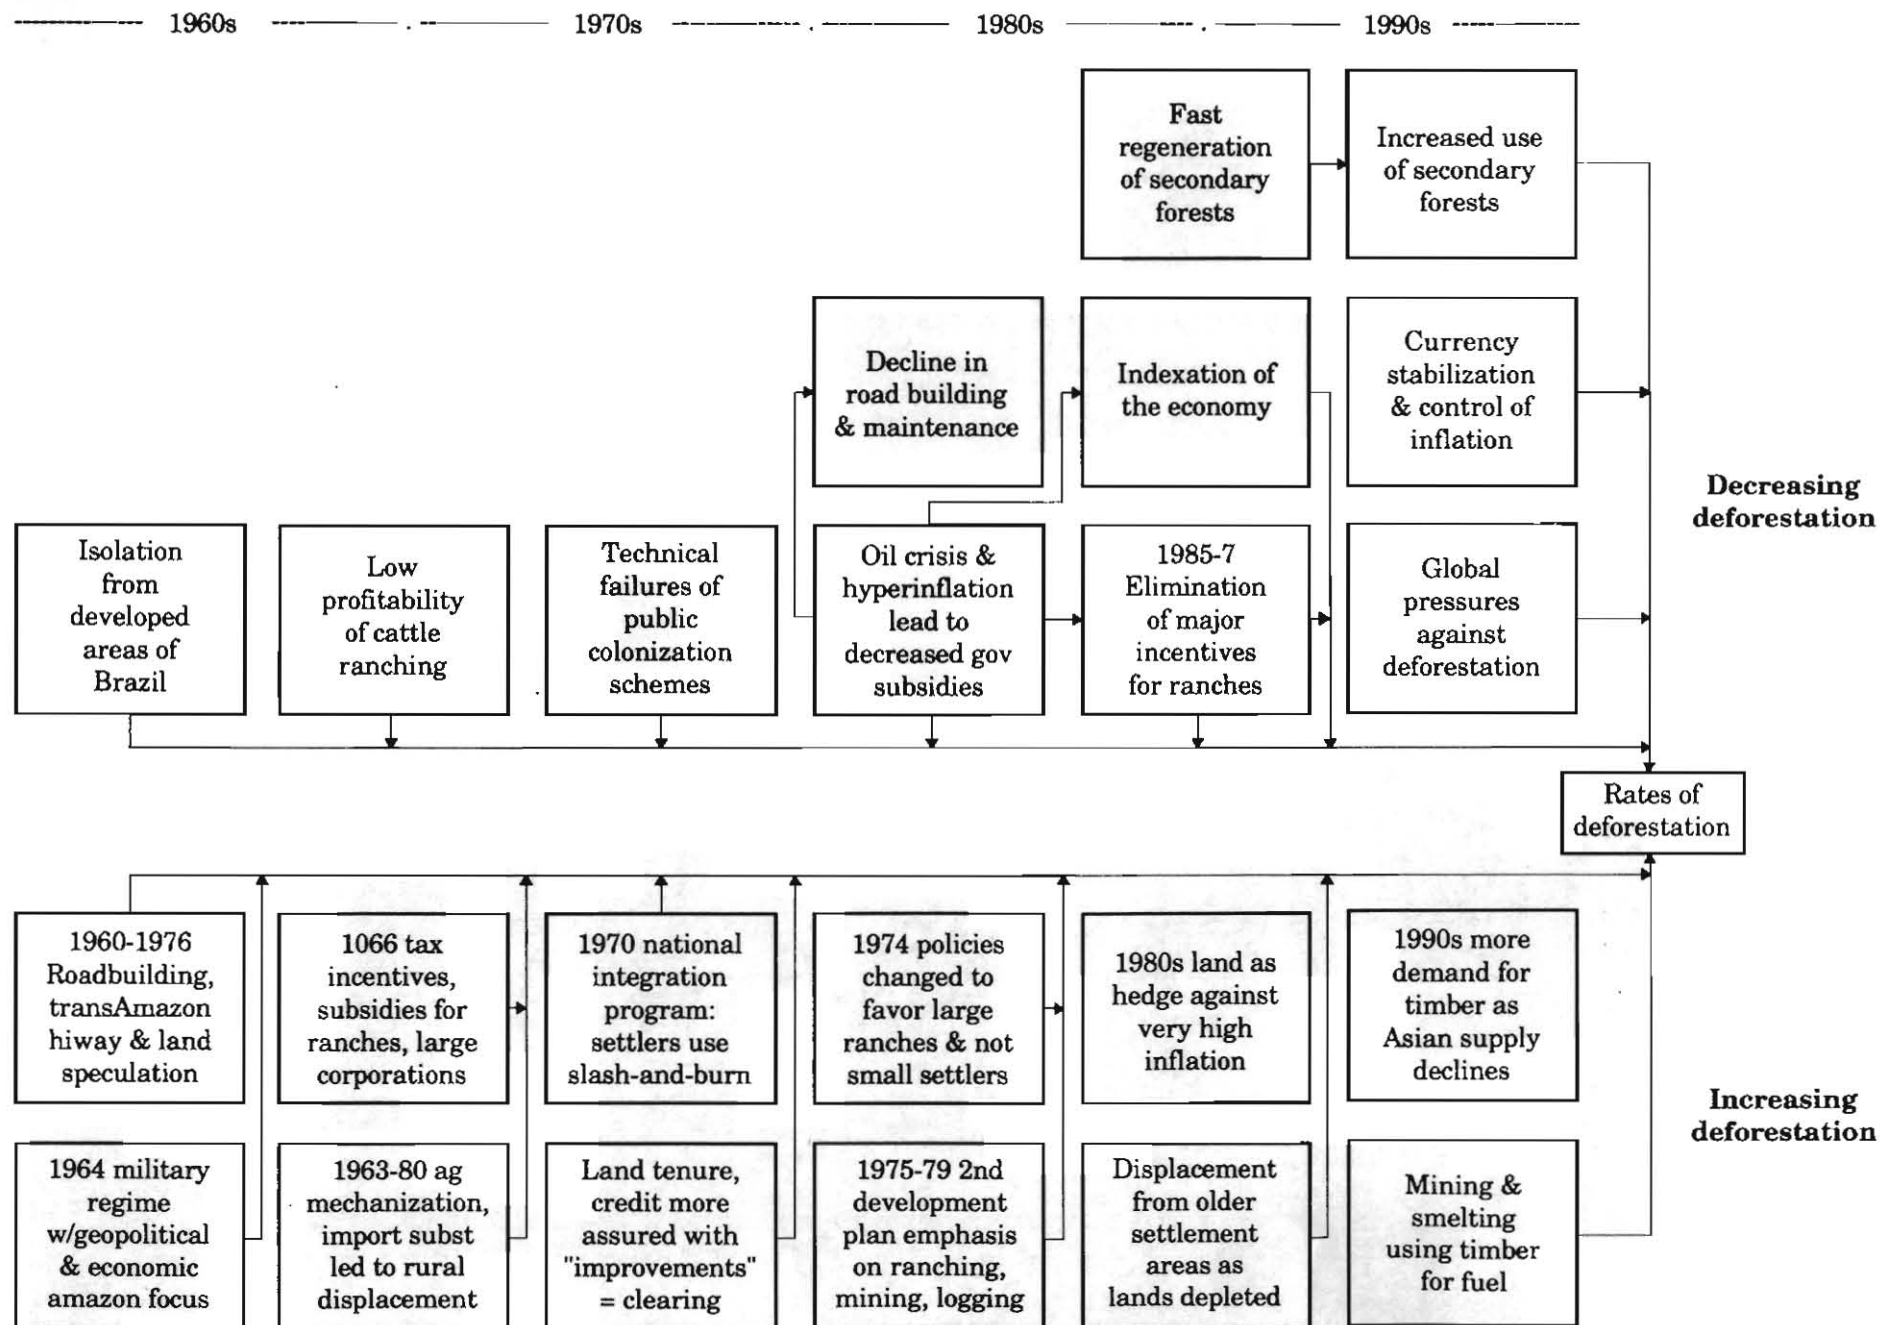 1960s 1970s 1980s 1990s
Fast
regeneration
of secondary
forests
Increased use
of secondary
forests
Decline in
road building
& maintenance
Indexation of
the economy
Currency
stabilization
& control of
inflation
Decreasing
deforestation
Isolation
from
developed
areas of
Brazil
Low
profitability
of cattle
ranching
Technical
failures of
public
colonization
schemes
Oil crisis &
hyperinflation
lead to
decreased gov
subsidies
1985-7
Elimination
of major
incentives
for ranches
Global
pressures
against
deforestation
Rates of
deforestation
1960-1976
Roadbuilding,
transAmazon
hiway & land
speculation
1066 tax
incentives,
subsidies for
ranches, large
corporations
1970 national
integration
program:
settlers use
slash-and-burn
1974 policies
changed to
favor large
ranches & not
small settlers
1980s land as
hedge against
very high
inflation
1990s more
demand for
timber as
Asian supply
declines
Increasing
deforestation
1964 military
regime
w/geopolitical
& economic
amazon focus
1963-80 ag
mechanization,
import subst
led to rural
displacement
Land tenure,
credit more
assured with
"improvements"
= clearing
1975-79 2nd
development
plan emphasis
on ranching,
mining, logging
Displacement
from older
settlement
areas as
lands depleted
Mining &
smelting
using timber
for fuel